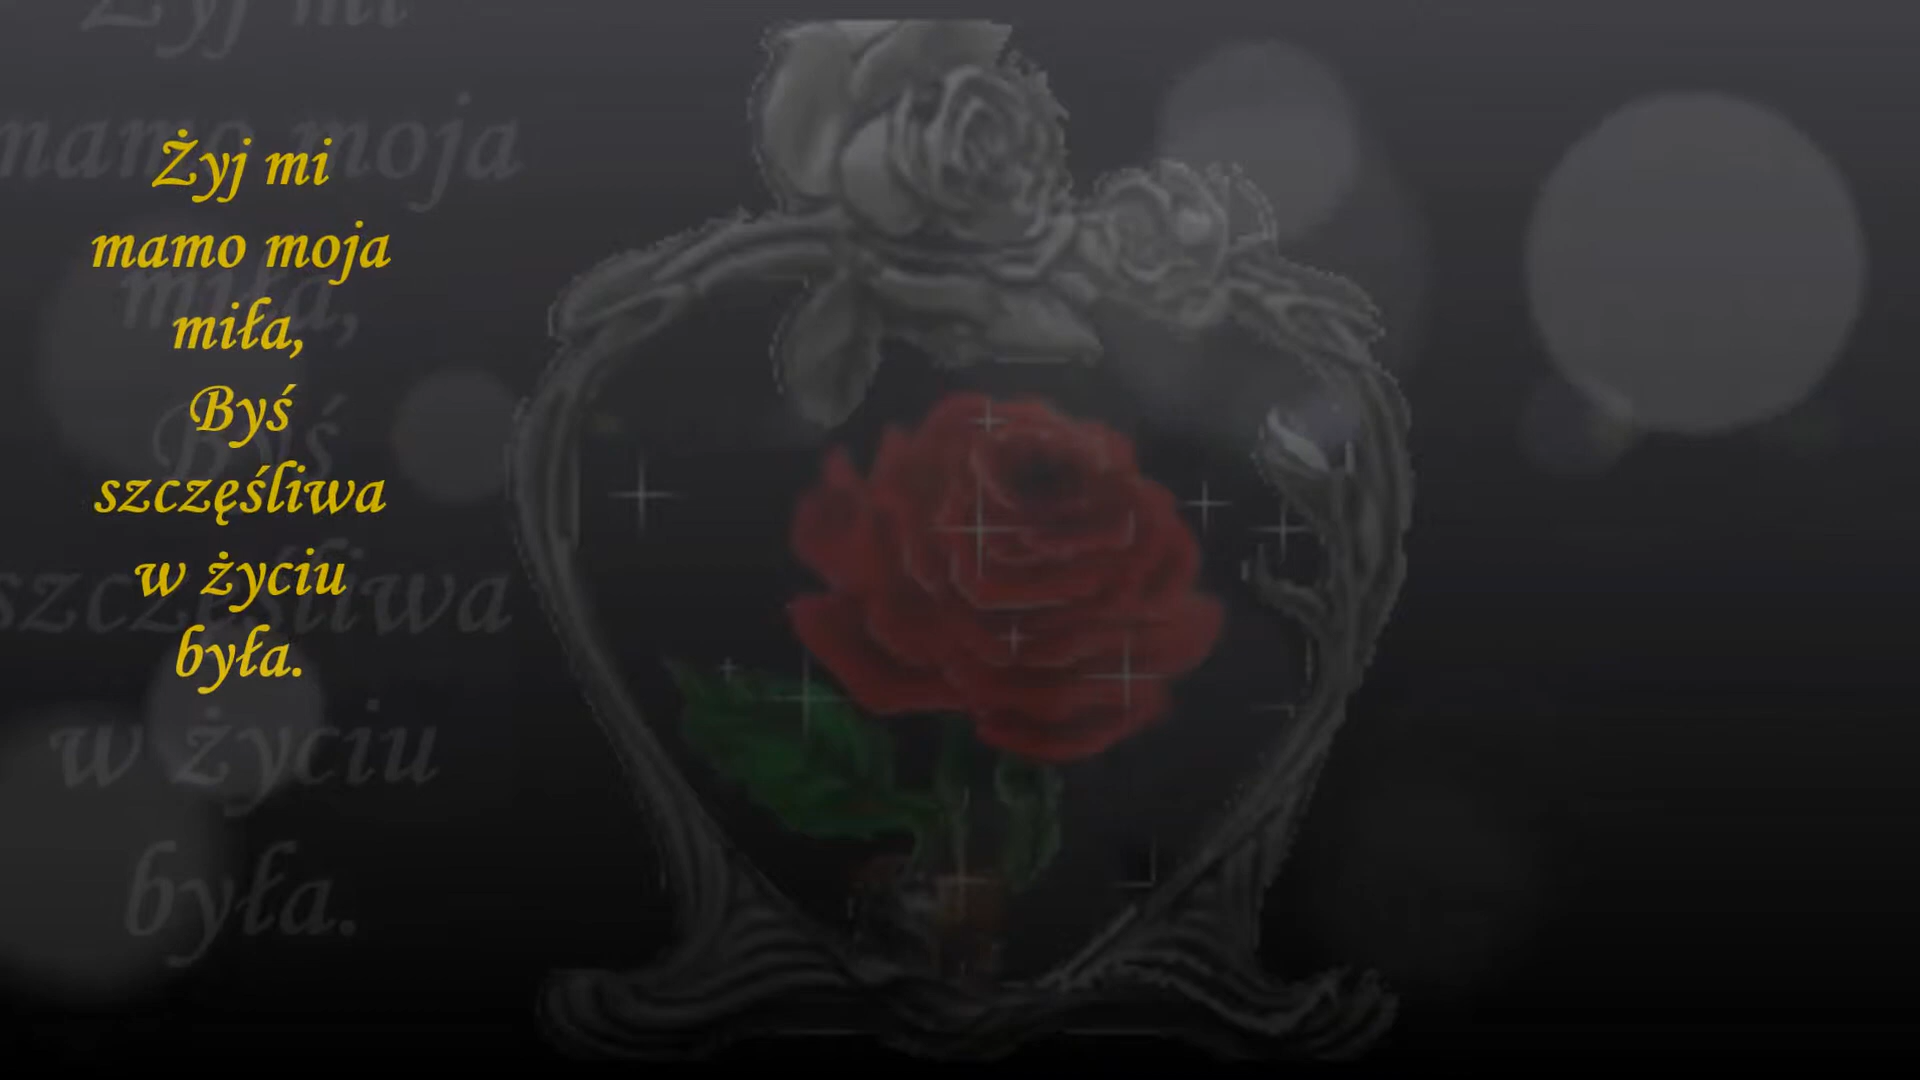 Żyj mi
mamo moja
miła,
Byś
szczęśliwa
w życiu
była.